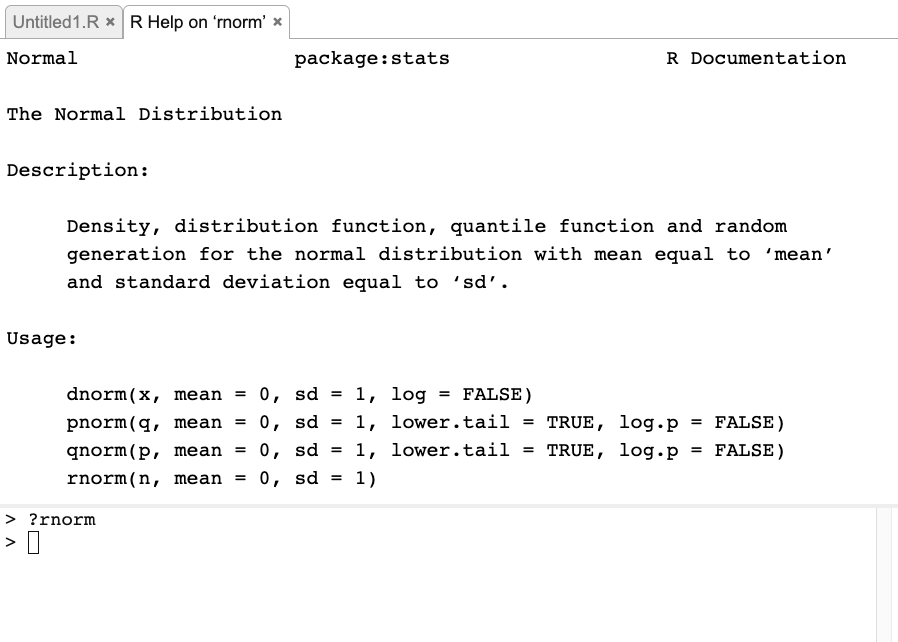 Untitled1.R × R Help on ‘rnorm’ ×
Normal package:stats R Documentation
The Normal Distribution
Description:
Density, distribution function, quantile function and random
generation for the normal distribution with mean equal to ‘mean’
and standard deviation equal to ‘sd’.
Usage:
dnorm(x, mean = 0, sd = 1, log = FALSE)
pnorm(q, mean = 0, sd = 1, lower.tail = TRUE, log.p = FALSE)
qnorm(p, mean = 0, sd = 1, lower.tail = TRUE, log.p = FALSE)
rnorm(n, mean = 0, sd = 1)
> ?rnorm
>